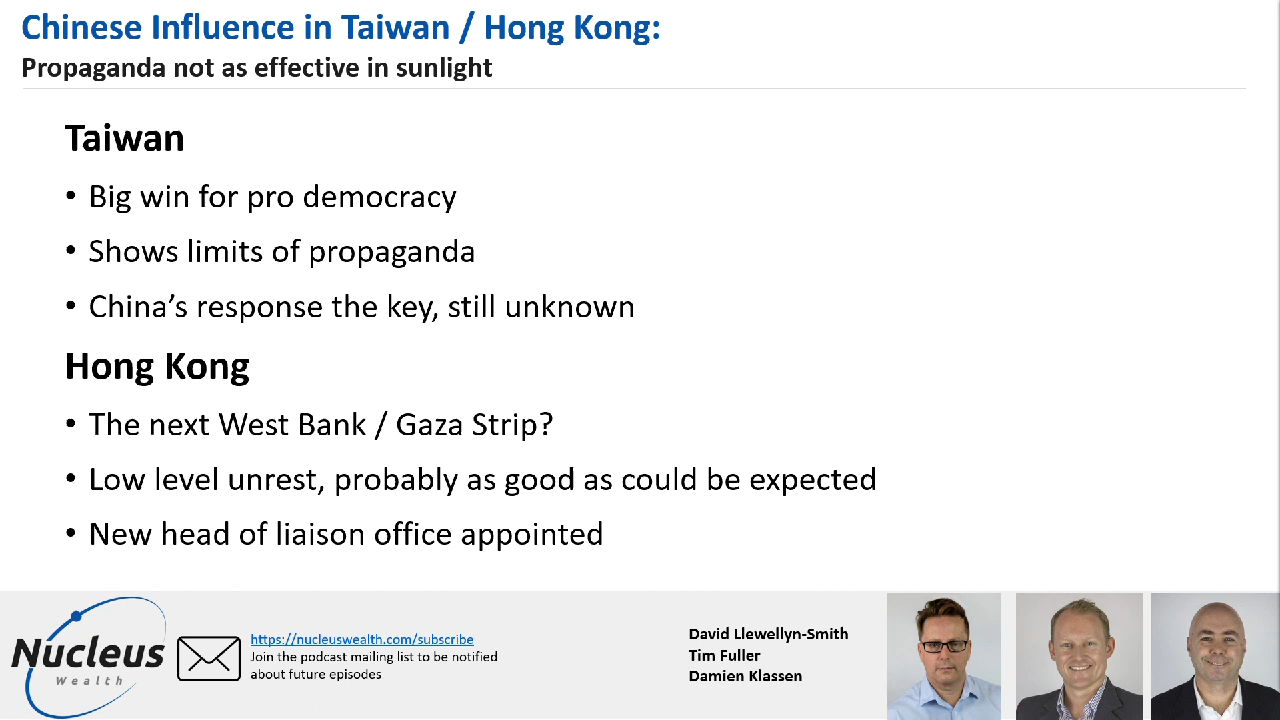 Chinese Influence in Taiwan / Hong Kong:
Propaganda not as effective in sunlight
Taiwan
• Big win for pro democracy
• Shows limits of propaganda
• China’s response the key, still unknown
Hong Kong
• The next West Bank / Gaza Strip?
• Low level unrest, probably as good as could be expected
• New head of liaison office appointed
Nucleus
Wealth
https://nucleuswealth.com/subscribe
Join the podcast mailing list to be notified
about future episodes
David Llewellyn-Smith
Tim Fuller
Damien Klassen